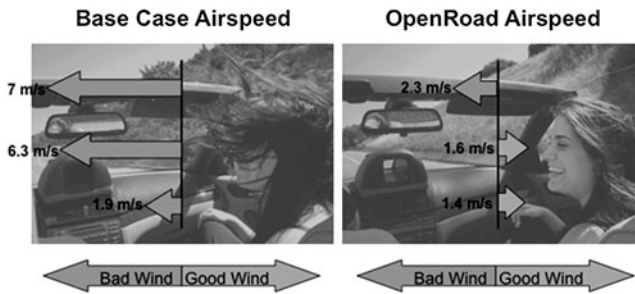 Base Case Airspeed
7 m/s
6.3 m/s
1.9 m/s
Bad Wind Good Wind
OpenRoad Airspeed
2.3 m/s
1.6 m/s
1.4 m/s
Bad Wind Good Wind